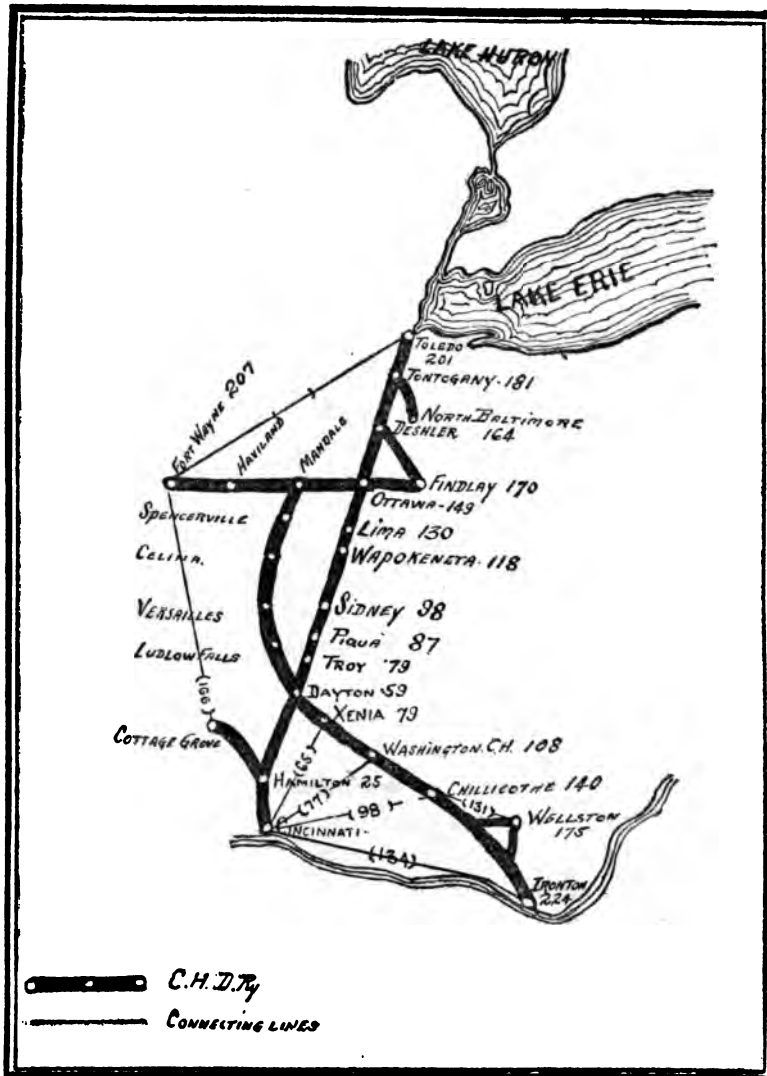 LAKE HURON
LAKE ERIE
TOLEDO
201
TONTOGANY-181
NORTH BALTIMORE
DESHLER 164
FORT WAYNE 207
HAVILAND
MANDALE
FINDLAY 170
OTTAWA-149
SPENCERVILLE
LIMA 130
CELINA.
WAPOKENETA-118
VERSAILLES
SIDNEY 98
PIQUA 87
LUDLOW FALLS
TROY 79
(166)
DAYTON 59
XENIA 79
COTTAGE GROVE
WASHINGTON.C.H. 108
(65)
HAMILTON 25
CHILLICOTHE 140
(77)
(98)
(131)
WELLSTON
175
CINCINNATI-
(134)
IRONTON
224
C.H.D.Ry
CONNECTING LINES